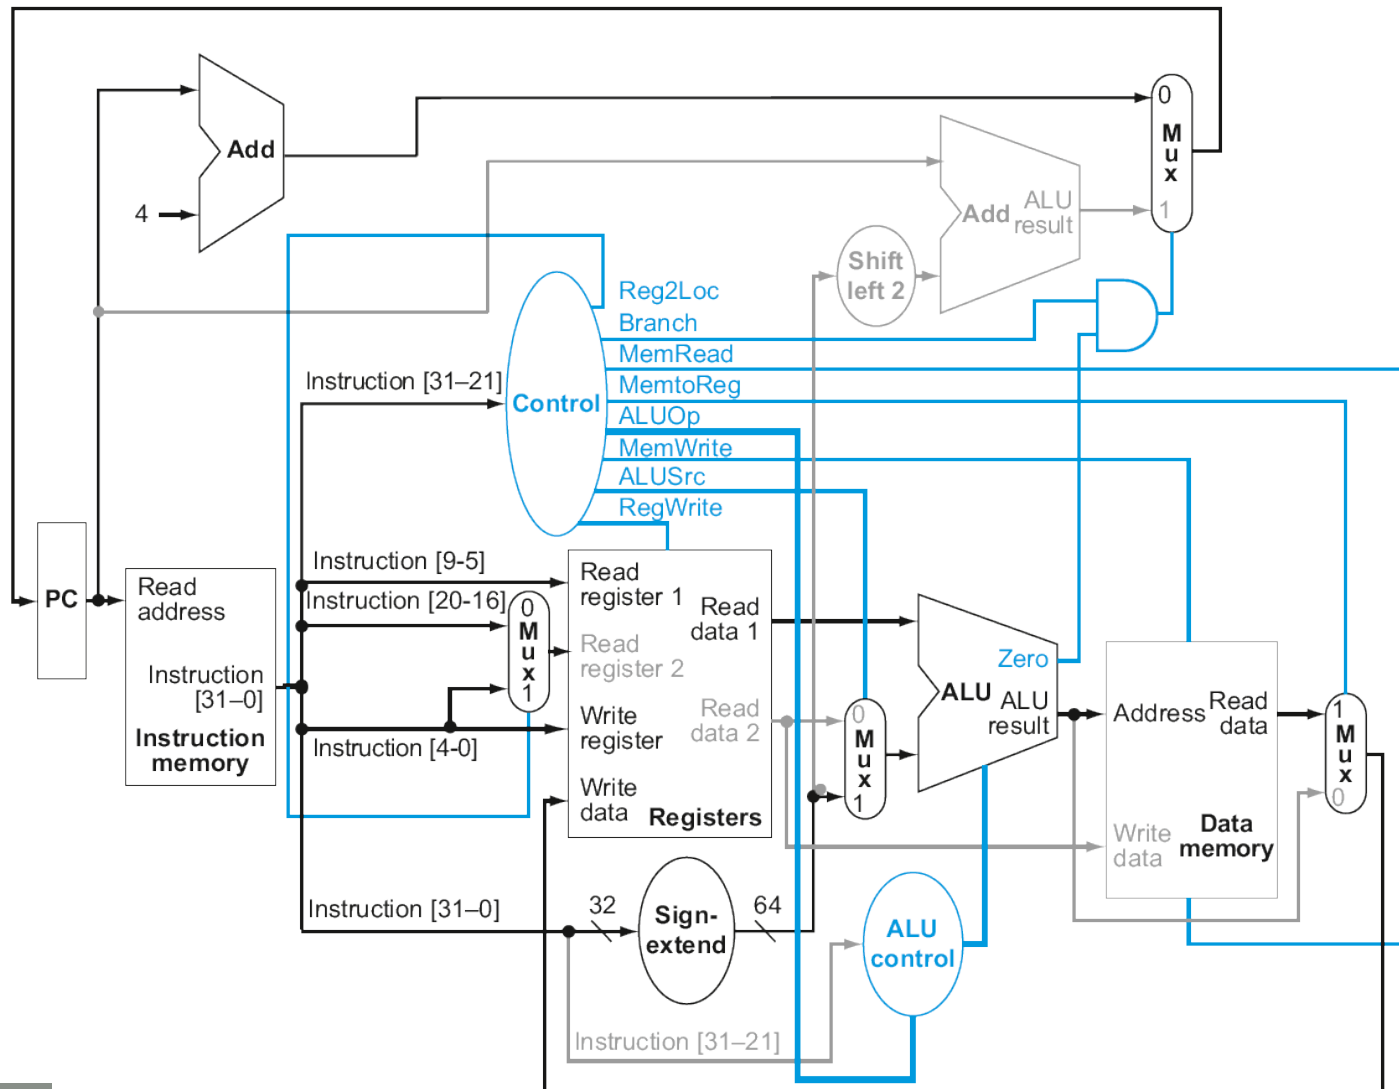 0
M
u
x
1
Add
4
Add
ALU
result
Shift
left 2
Reg2Loc
Branch
MemRead
MemtoReg
ALUOp
MemWrite
ALUSrc
RegWrite
Instruction [31–21]
Control
PC
Read
address
Instruction
[31–0]
Instruction
memory
Instruction [9-5]
Instruction [20-16]
Instruction [4-0]
0
M
u
x
1
Read
register 1
Read
register 2
Write
register
Write
data
Read
data 1
Read
data 2
Registers
0
M
u
x
1
Zero
ALU
ALU
result
Address
Read
data
Write
data
Data
memory
1
M
u
x
0
Instruction [31–0]
32
Sign-
extend
64
ALU
control
Instruction [31–21]